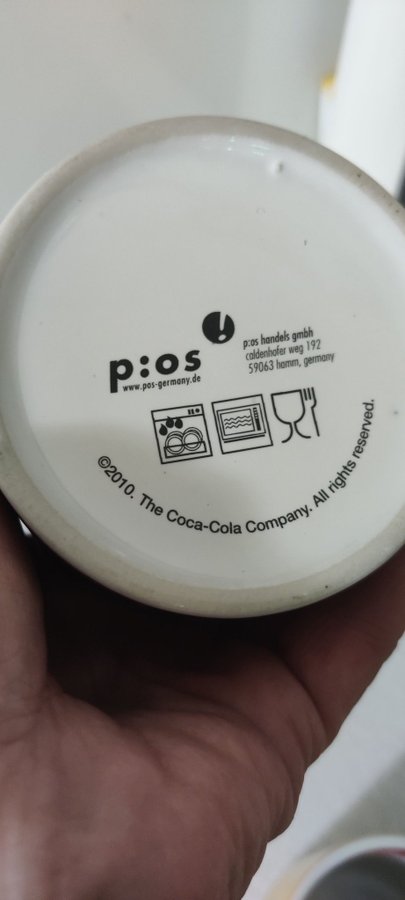 p:os
www.pos-germany.de
p:os handels gmbh
caldenhofer weg 192
59063 hamm, germany
©2010. The Coca-Cola Company. All rights reserved.